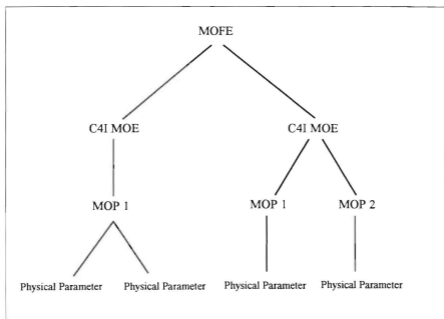 MOFE
C4I MOE C4I MOE
MOP 1 MOP 1 MOP 2
Physical Parameter Physical Parameter Physical Parameter Physical Parameter